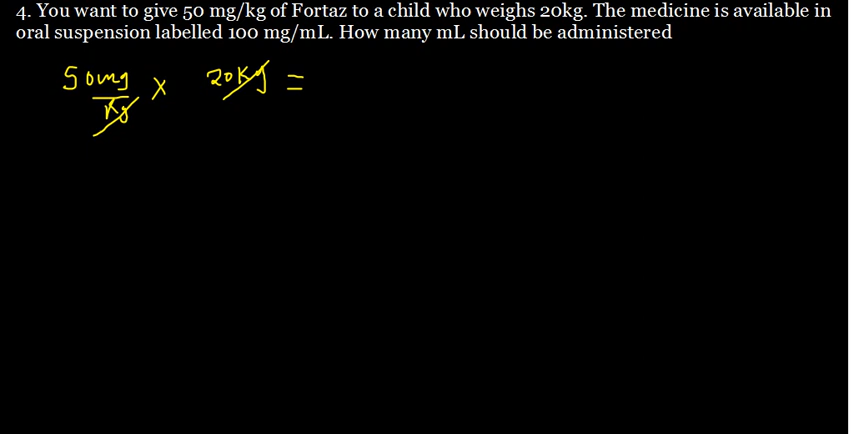 4. You want to give 50 mg/kg of Fortaz to a child who weighs 20kg. The medicine is available in
oral suspension labelled 100 mg/mL. How many mL should be administered
50mg × 20Kg =
Kg